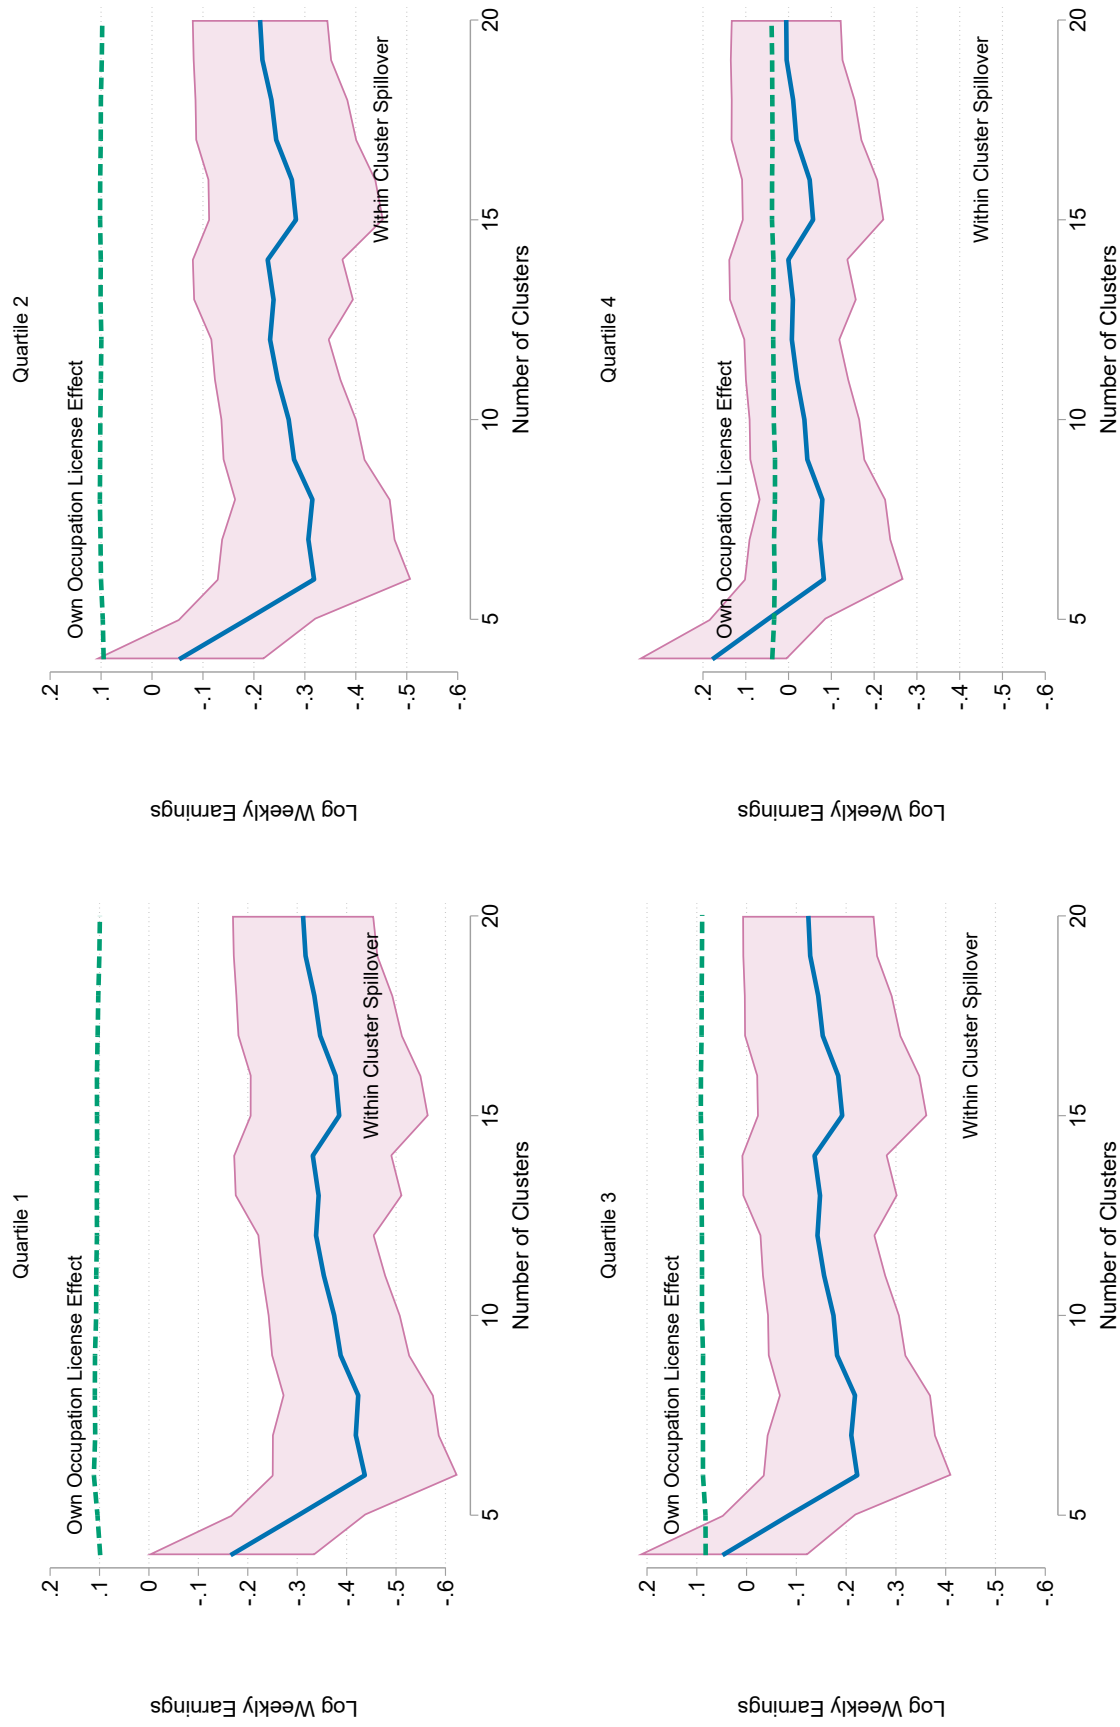 Quartile 1
Log Weekly Earnings
.2
.1
0
-.1
-.2
-.3
-.4
-.5
-.6
Own Occupation License Effect
Within Cluster Spillover
5
10
15
20
Number of Clusters
Quartile 2
Log Weekly Earnings
.2
.1
0
-.1
-.2
-.3
-.4
-.5
-.6
Own Occupation License Effect
Within Cluster Spillover
5
10
15
20
Number of Clusters
Quartile 3
Log Weekly Earnings
.2
.1
0
-.1
-.2
-.3
-.4
-.5
-.6
Own Occupation License Effect
Within Cluster Spillover
5
10
15
20
Number of Clusters
Quartile 4
Log Weekly Earnings
.2
.1
0
-.1
-.2
-.3
-.4
-.5
-.6
Own Occupation License Effect
Within Cluster Spillover
5
10
15
20
Number of Clusters